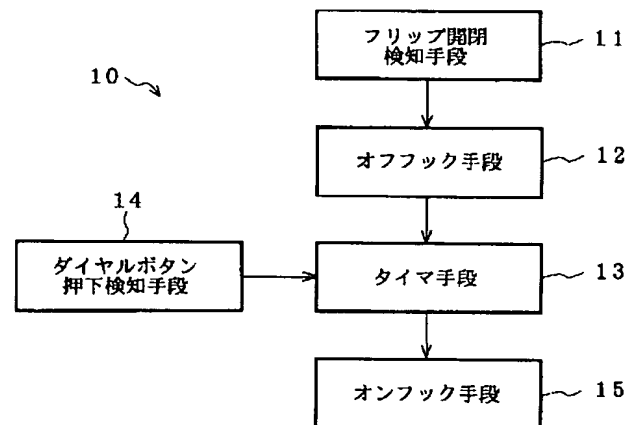 フリップ開閉
検知手段
11
10
オフフック手段
12
14
ダイヤルボタン
押下検知手段
タイマ手段
13
オンフック手段
15